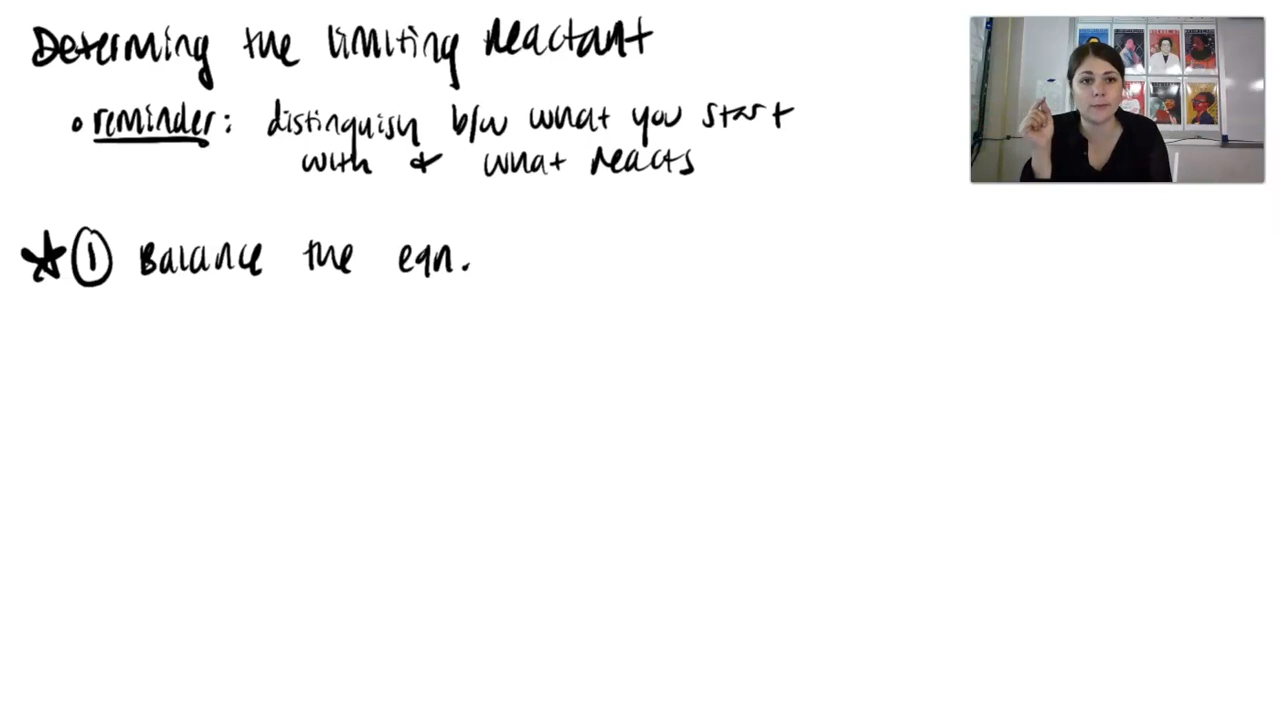 Determing the limiting reactant
• reminder: distinguish b/w what you start
with & what reacts
① Balance the eqn.